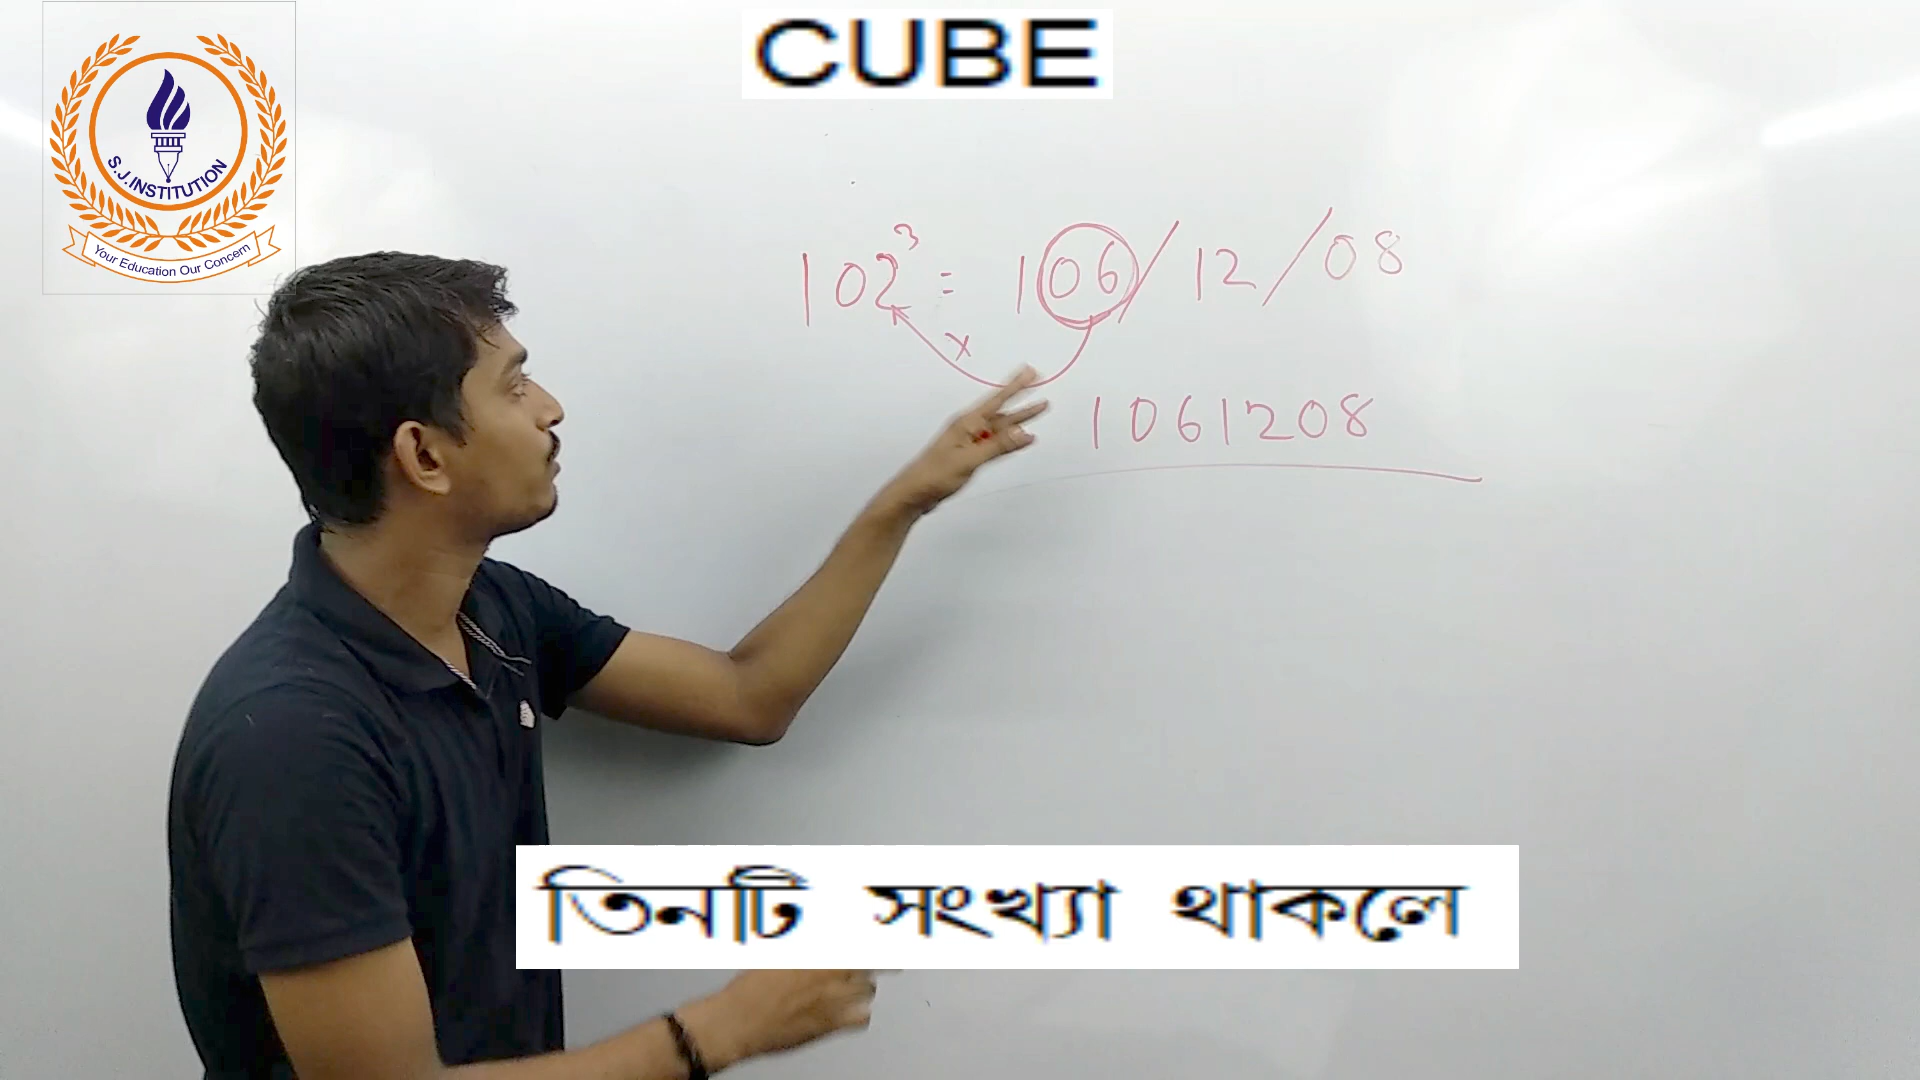 CUBE
S.J.INSTITUTION
Your Education Our Concern
102³ = 106/12/08
x
1061208
তিনটি সংখ্যা থাকলে